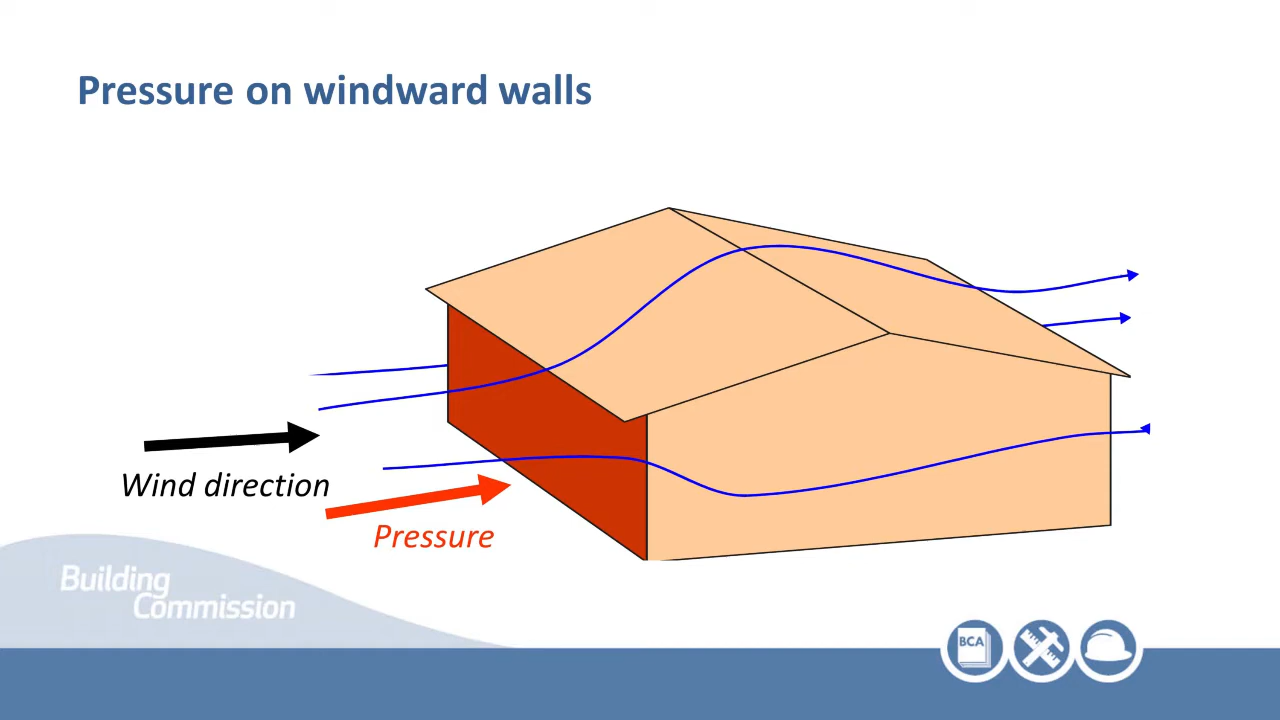 Pressure on windward walls
Wind direction
Pressure
Building
Commission
BCA